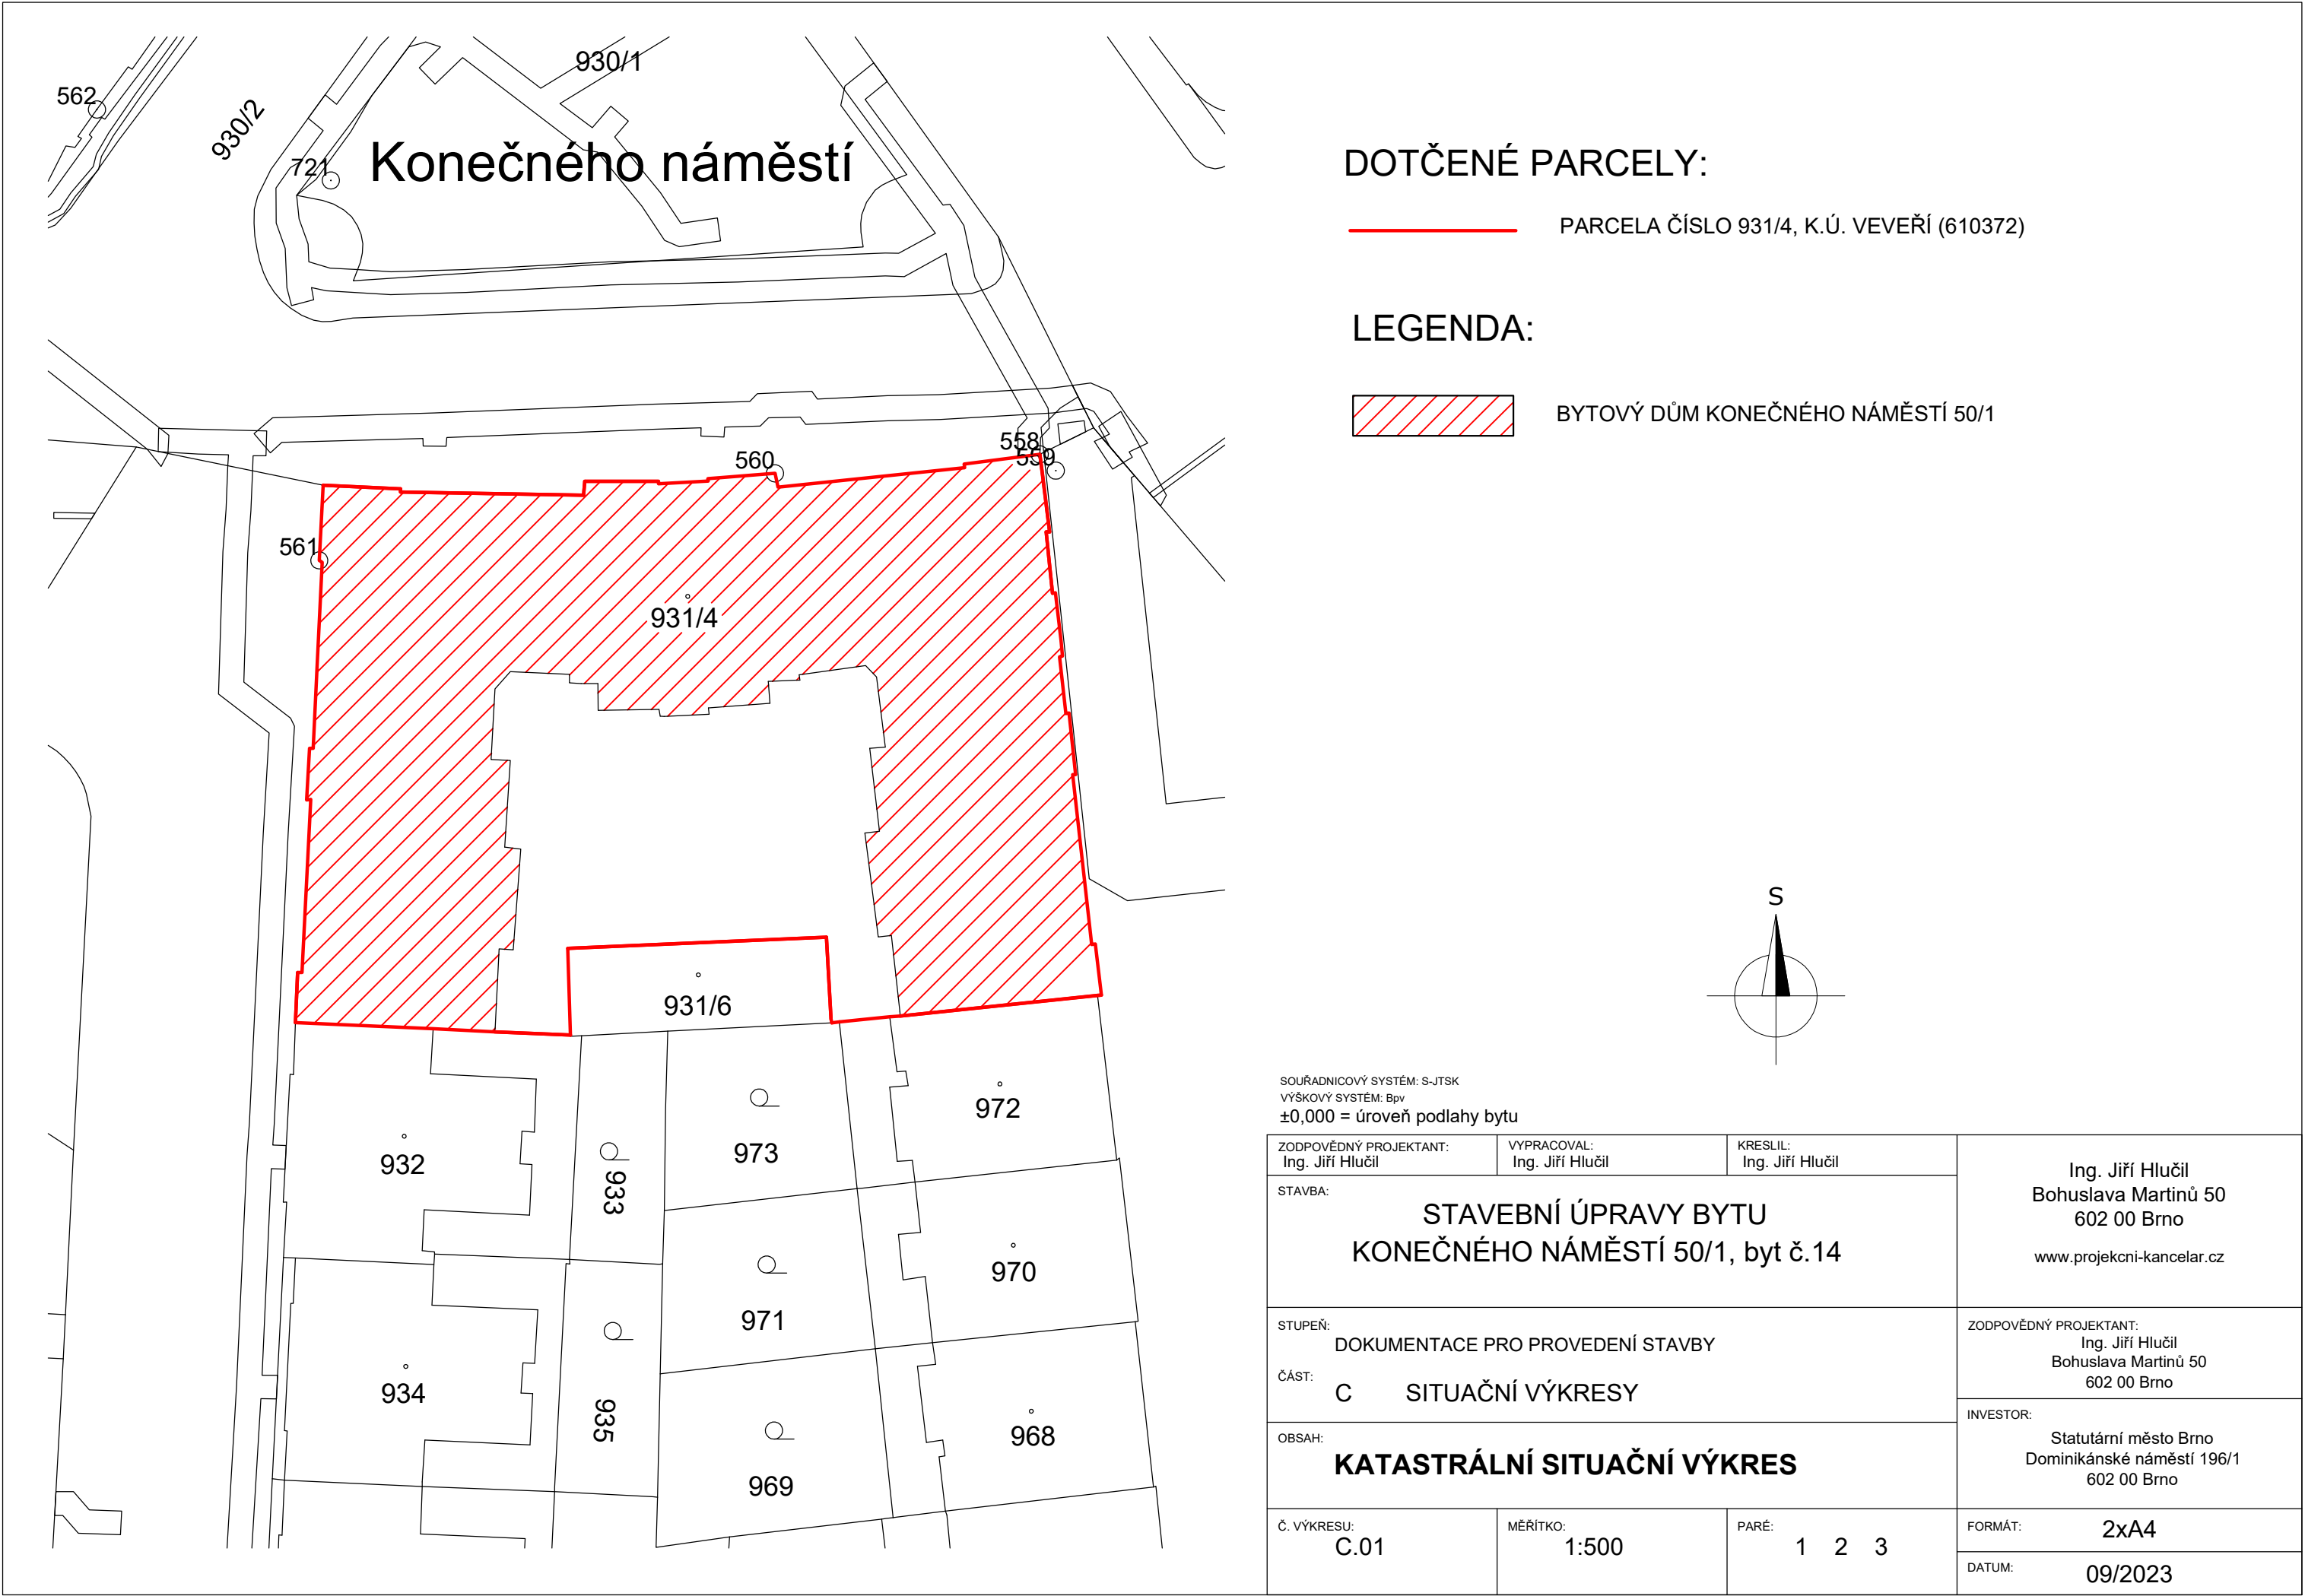 930/1
562
930/2
721
Konečného náměstí
558
559
560
561
931/4
931/6
972
973
932
933
970
971
934
935
968
969
DOTČENÉ PARCELY:
PARCELA ČÍSLO 931/4, K.Ú. VEVEŘÍ (610372)
LEGENDA:
BYTOVÝ DŮM KONEČNÉHO NÁMĚSTÍ 50/1
S
SOUŘADNICOVÝ SYSTÉM: S-JTSK
VÝŠKOVÝ SYSTÉM: Bpv
±0,000 = úroveň podlahy bytu
ZODPOVĚDNÝ PROJEKTANT:
Ing. Jiří Hlučil
VYPRACOVAL:
Ing. Jiří Hlučil
KRESLIL:
Ing. Jiří Hlučil
Ing. Jiří Hlučil
Bohuslava Martinů 50
602 00 Brno
www.projekcni-kancelar.cz
STAVBA:
STAVEBNÍ ÚPRAVY BYTU
KONEČNÉHO NÁMĚSTÍ 50/1, byt č.14
STUPEŇ:
DOKUMENTACE PRO PROVEDENÍ STAVBY
ČÁST:
C SITUAČNÍ VÝKRESY
ZODPOVĚDNÝ PROJEKTANT:
Ing. Jiří Hlučil
Bohuslava Martinů 50
602 00 Brno
OBSAH:
KATASTRÁLNÍ SITUAČNÍ VÝKRES
INVESTOR:
Statutární město Brno
Dominikánské náměstí 196/1
602 00 Brno
Č. VÝKRESU:
C.01
MĚŘÍTKO:
1:500
PARÉ:
1 2 3
FORMÁT:
2xA4
DATUM:
09/2023